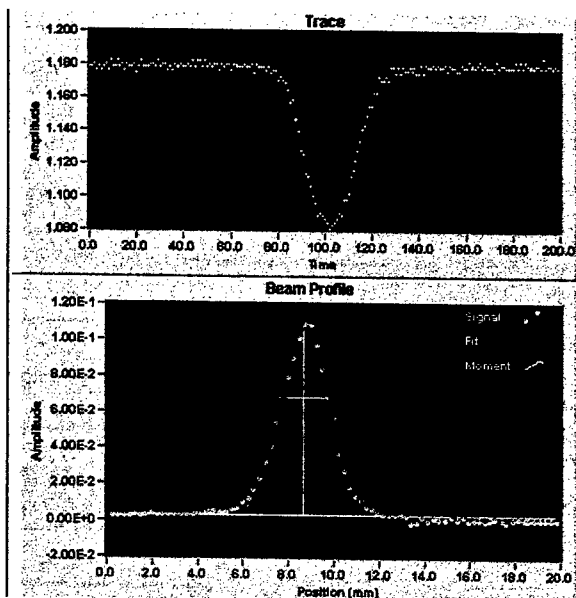 Trace
1.200
1.180
1.160
1.140
1.120
1.100
1.080
Amplitude
0.0 20.0 40.0 60.0 80.0 100.0 120.0 140.0 160.0 180.0 200.0
Time
Beam Profile
1.20E-1
1.00E-1
8.00E-2
6.00E-2
4.00E-2
2.00E-2
0.00E+0
-2.00E-2
Amplitude
Signal
Fit
Moment
0.0 2.0 4.0 6.0 8.0 10.0 12.0 14.0 16.0 18.0 20.0
Position (mm)